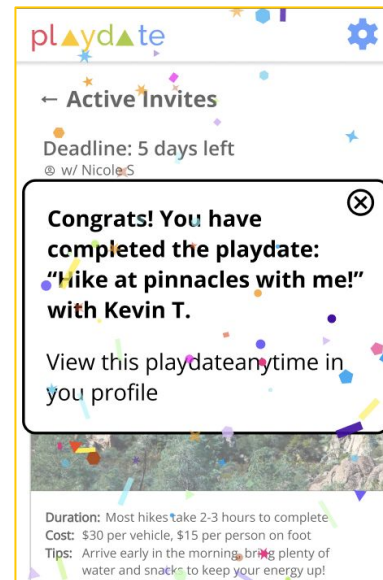 playdate
← Active Invites
Deadline: 5 days left
w/ Nicole S
Congrats! You have
completed the playdate:
“Hike at pinnacles with me!”
with Kevin T.
View this playdateanytime in
you profile
Duration: Most hikes take 2-3 hours to complete
Cost: $30 per vehicle, $15 per person on foot
Tips: Arrive early in the morning, bring plenty of
water and snacks to keep your energy up!